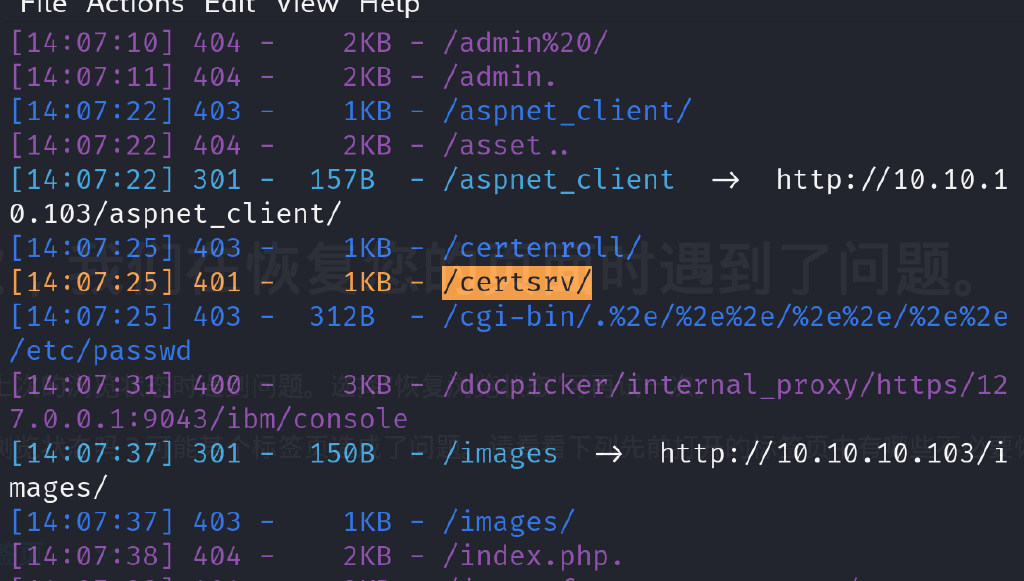 File Actions Edit View Help
[14:07:10] 404 -    2KB - /admin%20/
[14:07:11] 404 -    2KB - /admin.
[14:07:22] 403 -    1KB - /aspnet_client/
[14:07:22] 404 -    2KB - /asset..
[14:07:22] 301 -  157B  - /aspnet_client  →  http://10.10.1
0.103/aspnet_client/
[14:07:25] 403 -    1KB - /certenroll/
[14:07:25] 401 -    1KB - /certsrv/
[14:07:25] 403 -  312B  - /cgi-bin/.%2e/%2e%2e/%2e%2e/%2e%2e
/etc/passwd
[14:07:31] 400 -    3KB - /docpicker/internal_proxy/https/12
7.0.0.1:9043/ibm/console
[14:07:37] 301 -  150B  - /images  →  http://10.10.10.103/i
mages/
[14:07:37] 403 -    1KB - /images/
[14:07:38] 404 -    2KB - /index.php.